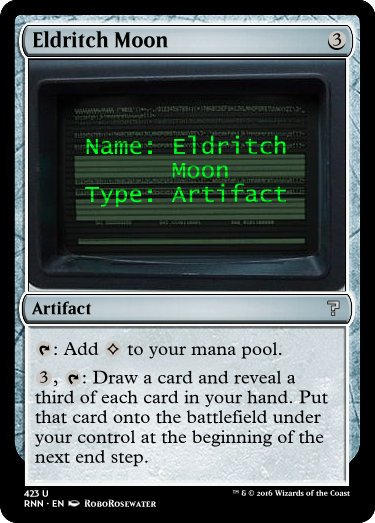 Eldritch Moon 3
Name: Eldritch
Moon
Type: Artifact
Artifact
: Add to your mana pool.
3, : Draw a card and reveal a
third of each card in your hand. Put
that card onto the battlefield under
your control at the beginning of the
next end step.
423 U
RNN • EN RoboRosewater
™ & © 2016 Wizards of the Coast